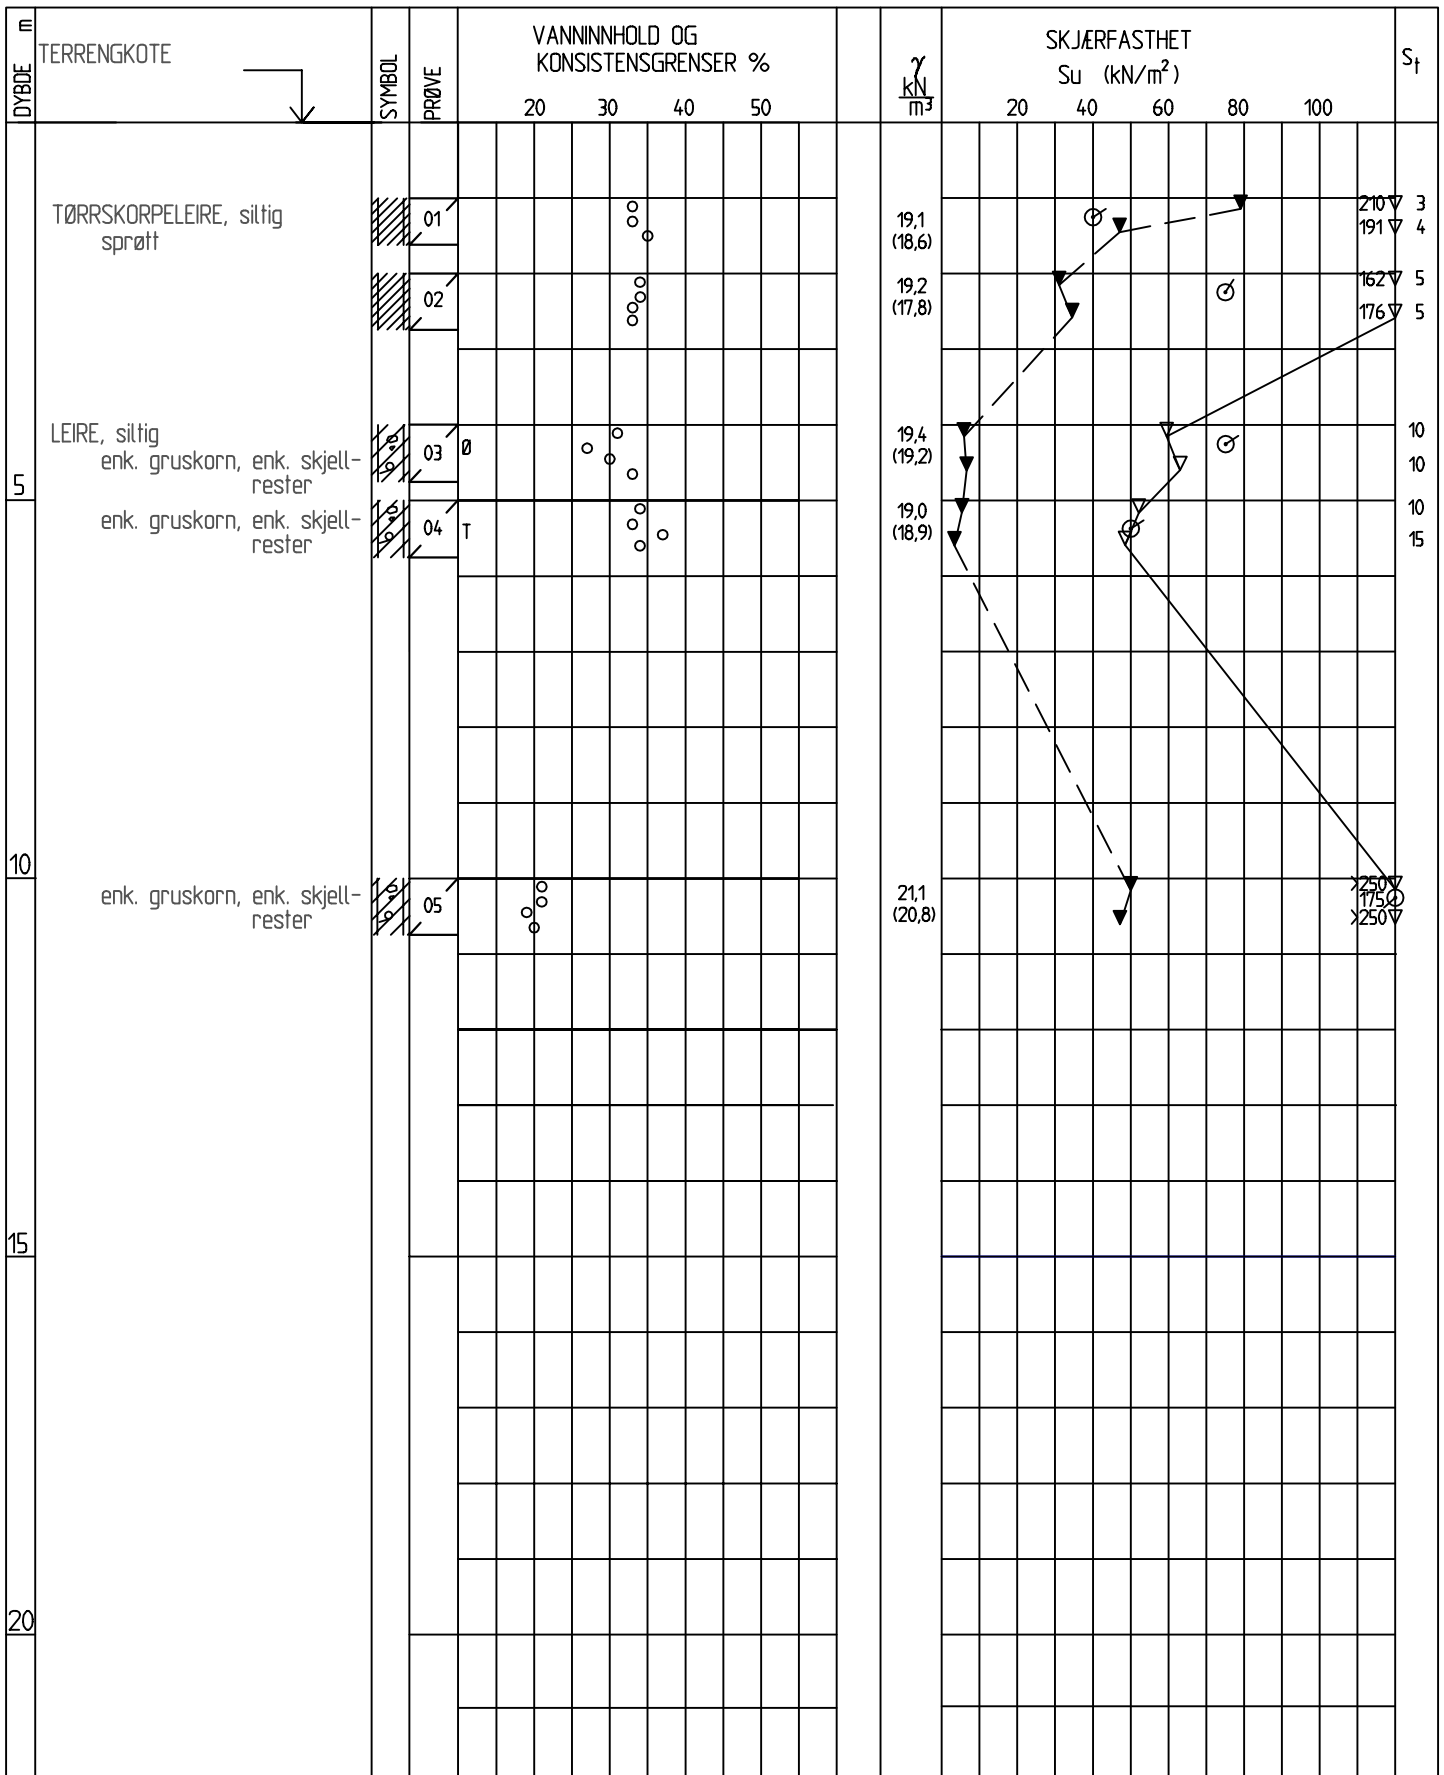 DYBDE m
TERRENGKOTE
SYMBOL
PRØVE
VANNINNHOLD OG
KONSISTENSGRENSER %
20 30 40 50
γ
kN
m³
SKJÆRFASTHET
Su (kN/m²)
20 40 60 80 100
St
TØRRSKORPELEIRE, siltig
sprøtt
01
19,1
(18,6)
210 3
191 4
02
19,2
(17,8)
162 5
176 5
LEIRE, siltig
enk. gruskorn, enk. skjell-
rester
03 Ø
19,4
(19,2)
10
10
5
enk. gruskorn, enk. skjell-
rester
04 T
19,0
(18,9)
10
15
10
enk. gruskorn, enk. skjell-
rester
05
21,1
(20,8)
>250
175
>250
15
20